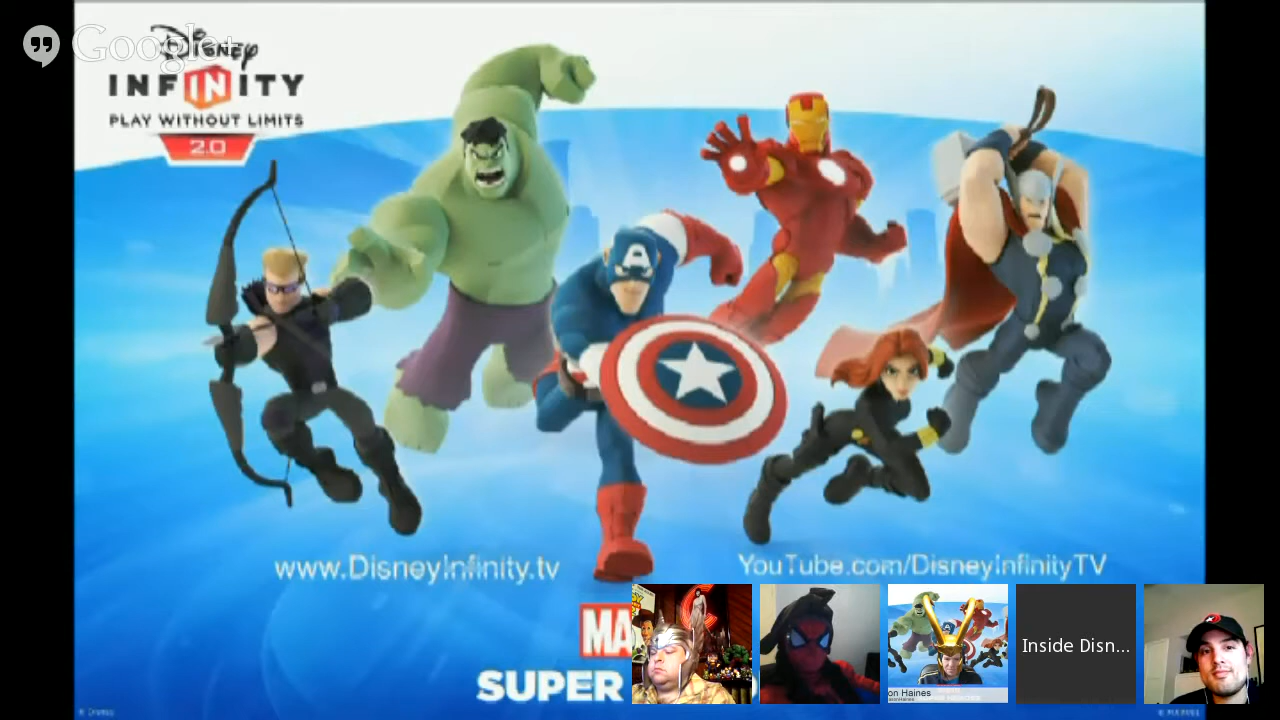 Google+
Disney
INFINITY
PLAY WITHOUT LIMITS
2.0
A
www.DisneyInfinity.tv
YouTube.com/DisneyInfinityTV
MA
SUPER
on Haines
Inside Disn...